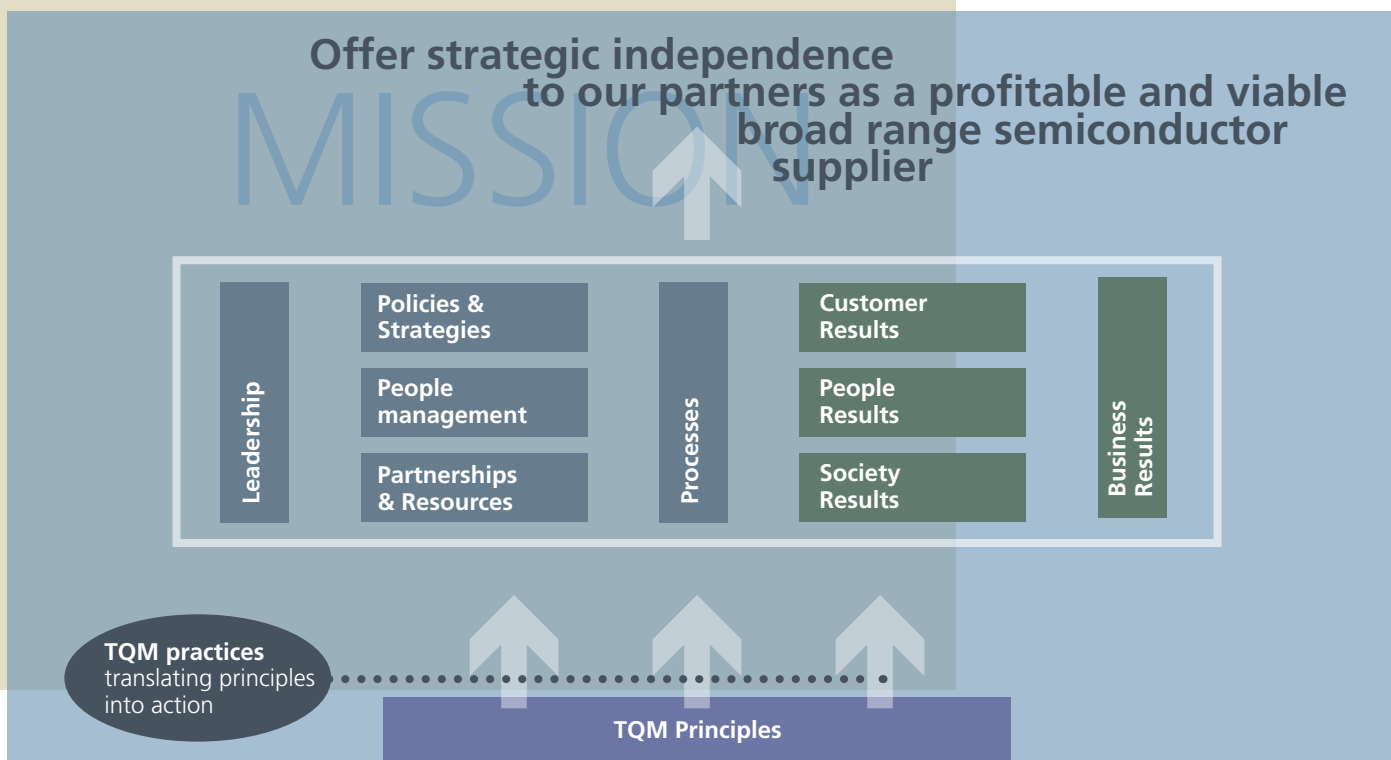 Offer strategic independence
to our partners as a profitable and viable
broad range semiconductor
supplier
MISSION
Leadership
Policies &
Strategies
People
management
Partnerships
& Resources
Processes
Customer
Results
People
Results
Society
Results
Business
Results
TQM practices
translating principles
into action
TQM Principles